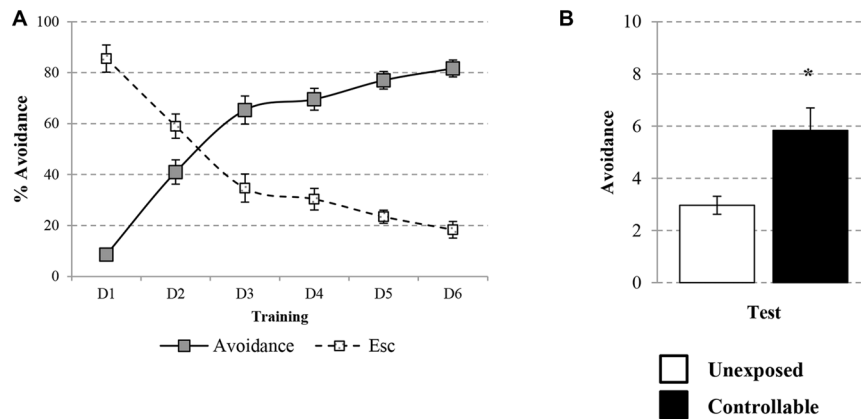 A
100
80
60
40
20
0
% Avoidance
D1 D2 D3 D4 D5 D6
Training
Avoidance Esc
B
10
8
6
4
2
0
Avoidance
*
Test
Unexposed
Controllable